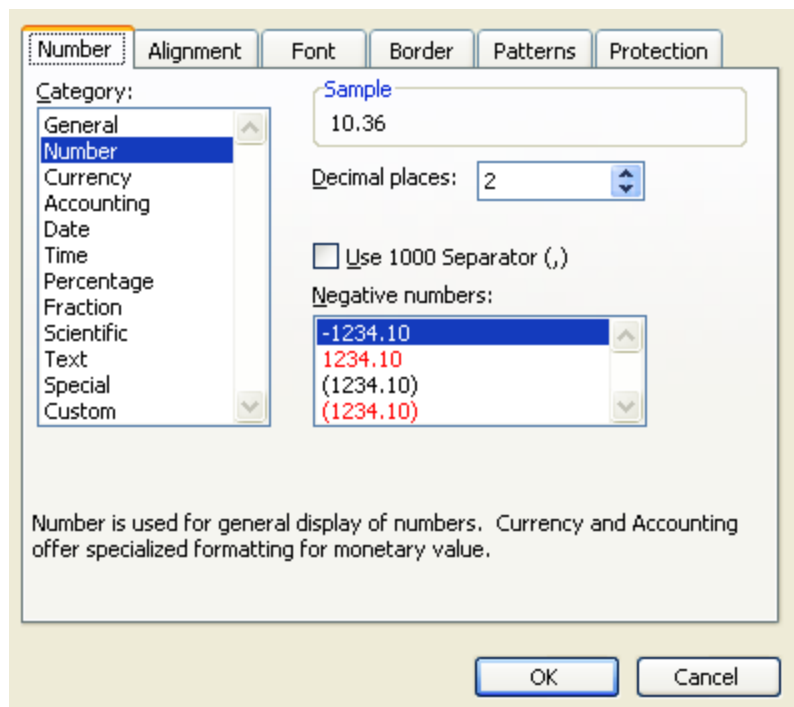 Number Alignment Font Border Patterns Protection
Category:
General
Number
Currency
Accounting
Date
Time
Percentage
Fraction
Scientific
Text
Special
Custom
Sample
10.36
Decimal places: 2
Use 1000 Separator (,)
Negative numbers:
-1234.10
1234.10
(1234.10)
(1234.10)
Number is used for general display of numbers.  Currency and Accounting
offer specialized formatting for monetary value.
OK Cancel